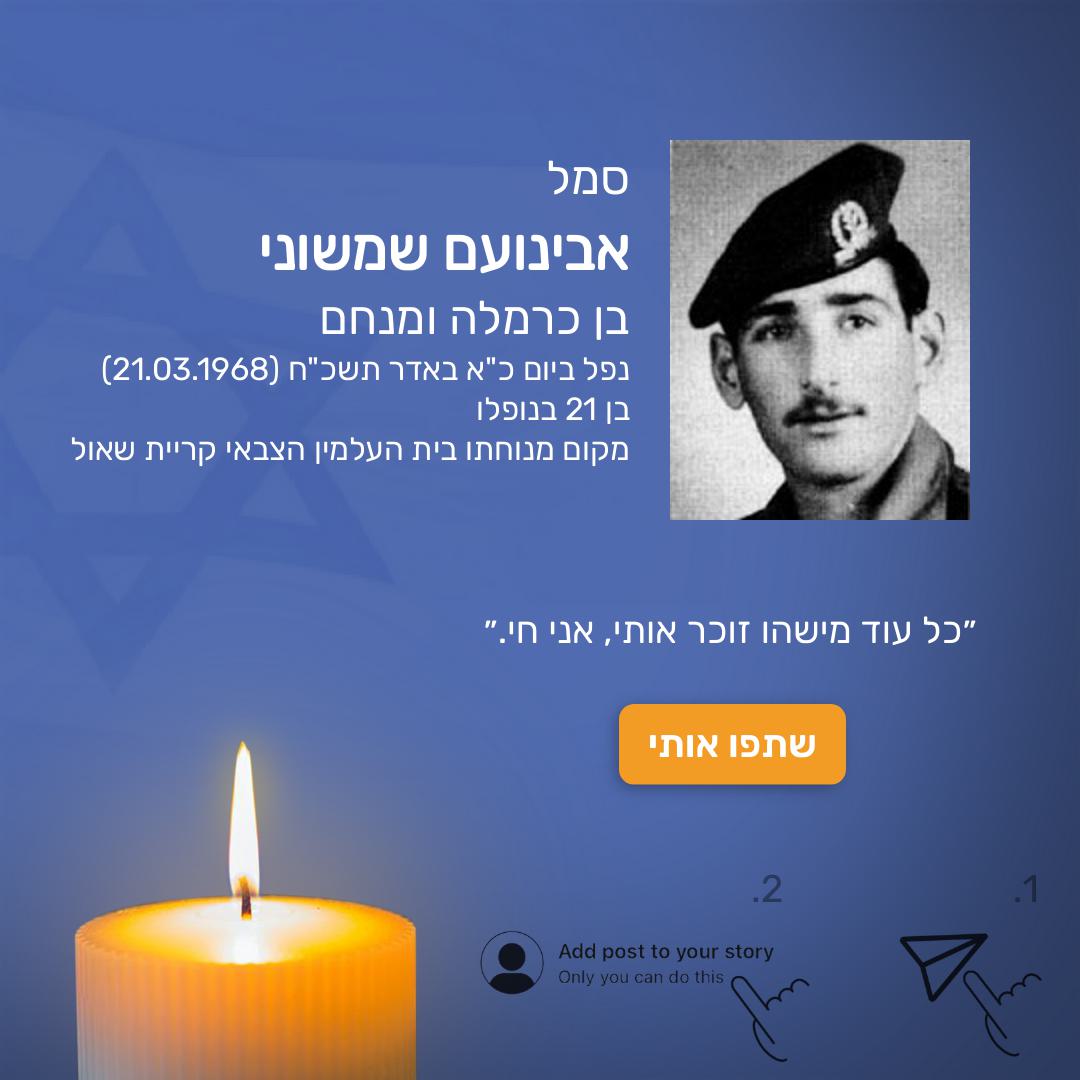 סמל
אבינועם שמשוני
בן כרמלה ומנחם
נפל ביום כ"א באדר תשכ"ח (21.03.1968)
בן 21 בנופלו
מקום מנוחתו בית העלמין הצבאי קריית שאול
״כל עוד מישהו זוכר אותי, אני חי.״
שתפו אותי
.1
.2
Add post to your story
Only you can do this